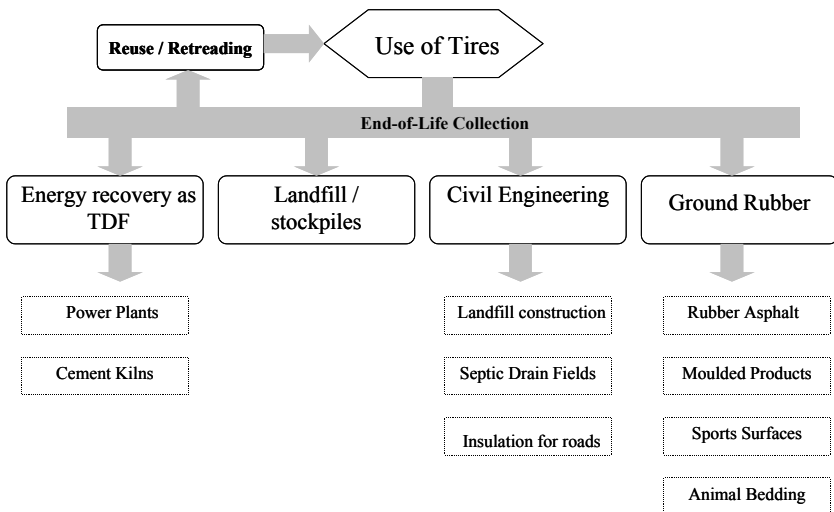 Reuse / Retreading
Use of Tires
End-of-Life Collection
Energy recovery as
TDF
Landfill /
stockpiles
Civil Engineering
Ground Rubber
Power Plants
Cement Kilns
Landfill construction
Septic Drain Fields
Insulation for roads
Rubber Asphalt
Moulded Products
Sports Surfaces
Animal Bedding